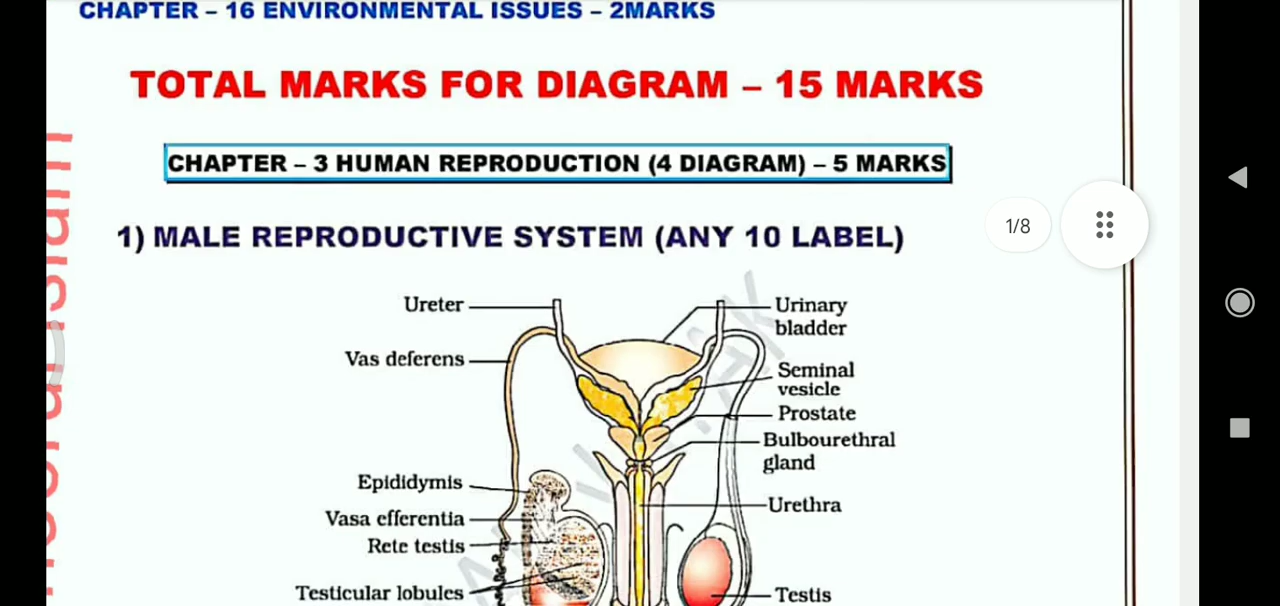 CHAPTER – 16 ENVIRONMENTAL ISSUES – 2MARKS
TOTAL MARKS FOR DIAGRAM – 15 MARKS
CHAPTER – 3 HUMAN REPRODUCTION (4 DIAGRAM) – 5 MARKS
1) MALE REPRODUCTIVE SYSTEM (ANY 10 LABEL)
1/8
Ureter
Urinary
bladder
Vas deferens
Seminal
vesicle
Prostate
Bulbourethral
gland
Epididymis
Urethra
Vasa efferentia
Rete testis
Testicular lobules
Testis